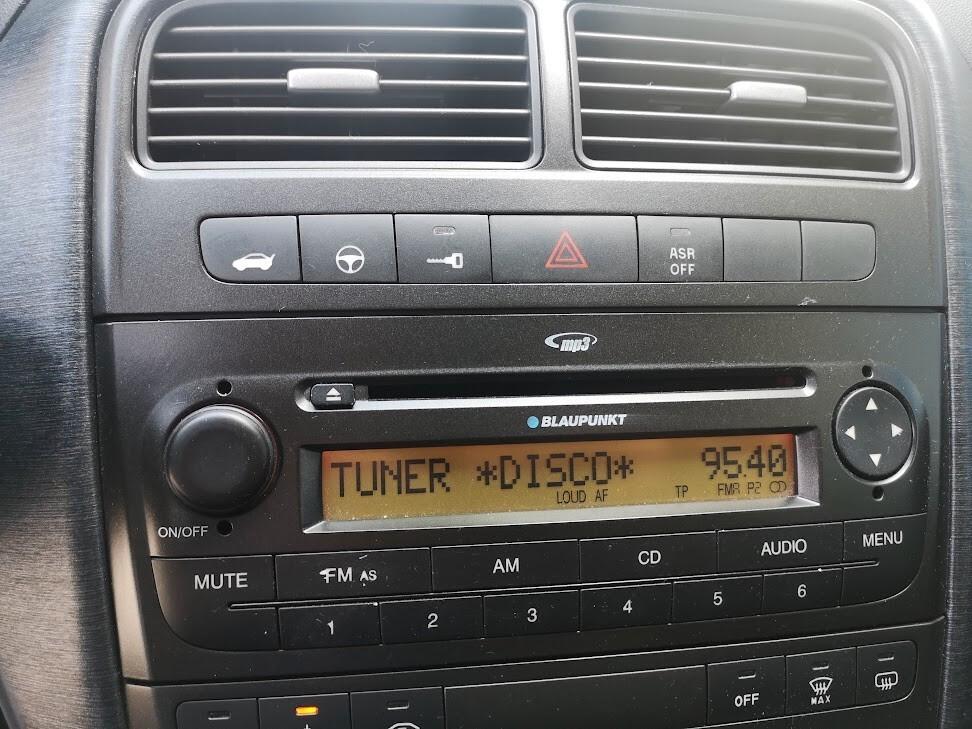 ASR
OFF
mp3
BLAUPUNKT
TUNER *DISCO* 95.40
LOUD AF TP FMA P2
ON/OFF
MUTE FM AS AM CD AUDIO MENU
1 2 3 4 5 6
OFF MAX